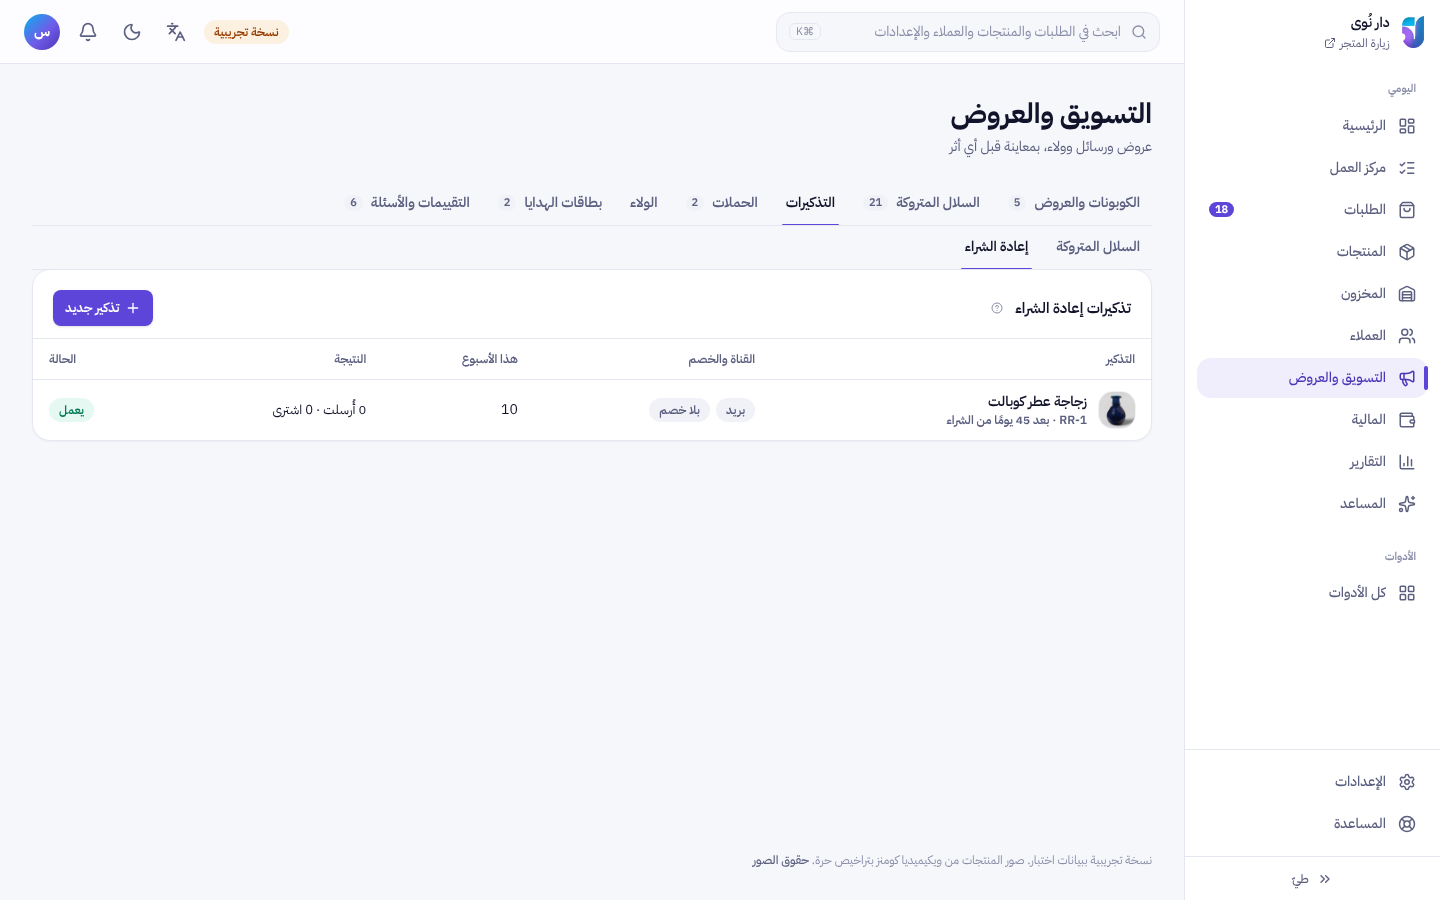 دار نُوى
زيارة المتجر
اليومي
الرئيسية
مركز العمل
الطلبات 18
المنتجات
المخزون
العملاء
التسويق والعروض
المالية
التقارير
المساعد
الأدوات
كل الأدوات
الإعدادات
المساعدة
طيّ
ابحث في الطلبات والمنتجات والعملاء والإعدادات ⌘K
نسخة تجريبية
س
التسويق والعروض
عروض ورسائل وولاء، بمعاينة قبل أي أثر
الكوبونات والعروض 5 السلال المتروكة 21 التذكيرات الحملات 2 الولاء بطاقات الهدايا 2 التقييمات والأسئلة 6
السلال المتروكة إعادة الشراء
تذكيرات إعادة الشراء
تذكير جديد
التذكير القناة والخصم هذا الأسبوع النتيجة الحالة
زجاجة عطر كوبالت
RR-1 · بعد 45 يومًا من الشراء
بريد بلا خصم
10
0 أُرسلت · 0 اشترى
يعمل
نسخة تجريبية ببيانات اختبار. صور المنتجات من ويكيميديا كومنز بتراخيص حرة. حقوق الصور